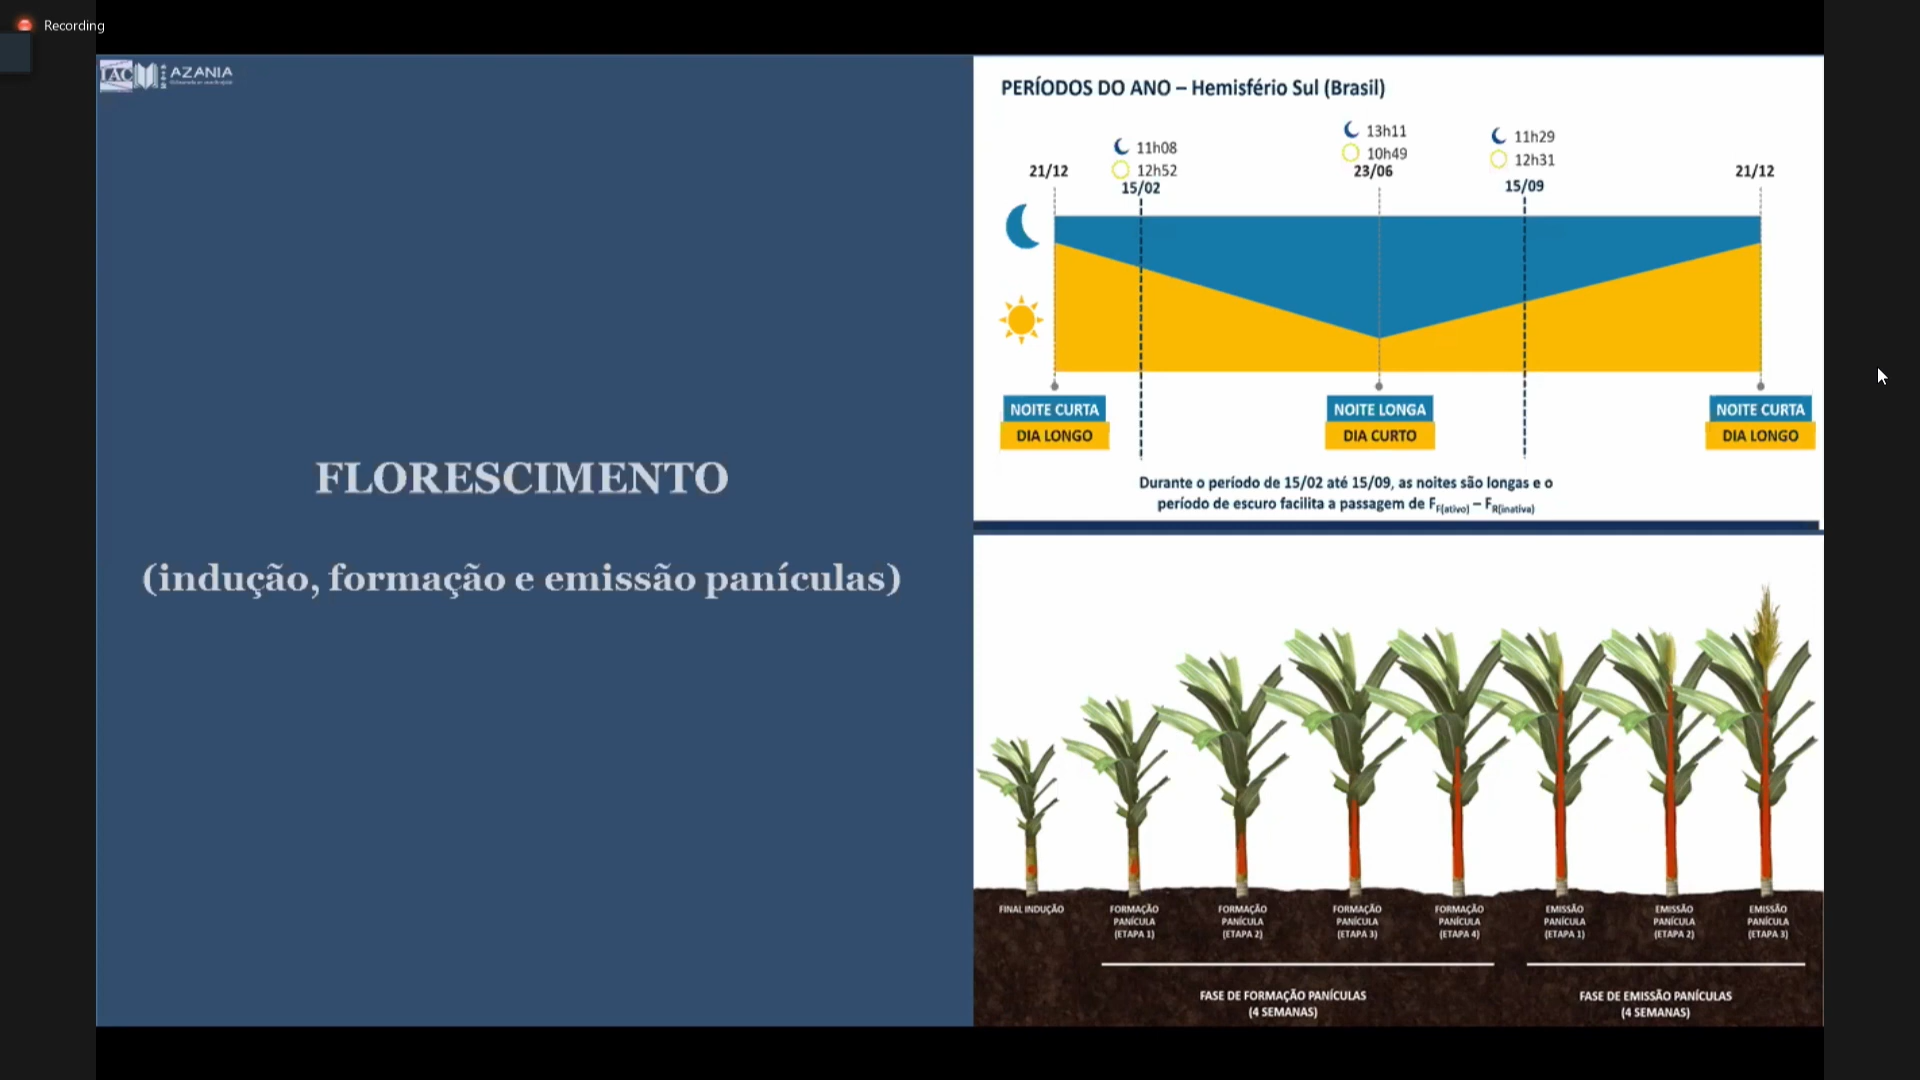 Recording
IAC
AZANIA
FLORESCIMENTO
(indução, formação e emissão panículas)
PERÍODOS DO ANO – Hemisfério Sul (Brasil)
21/12
11h08
12h52
15/02
13h11
10h49
23/06
11h29
12h31
15/09
21/12
NOITE CURTA
DIA LONGO
NOITE LONGA
DIA CURTO
NOITE CURTA
DIA LONGO
Durante o período de 15/02 até 15/09, as noites são longas e o
período de escuro facilita a passagem de FF(ativo) – FR(inativa)
FINAL INDUÇÃO
FORMAÇÃO
PANÍCULA
(ETAPA 1)
FORMAÇÃO
PANÍCULA
(ETAPA 2)
FORMAÇÃO
PANÍCULA
(ETAPA 3)
FORMAÇÃO
PANÍCULA
(ETAPA 4)
EMISSÃO
PANÍCULA
(ETAPA 1)
EMISSÃO
PANÍCULA
(ETAPA 2)
EMISSÃO
PANÍCULA
(ETAPA 3)
FASE DE FORMAÇÃO PANÍCULAS
(4 SEMANAS)
FASE DE EMISSÃO PANÍCULAS
(4 SEMANAS)